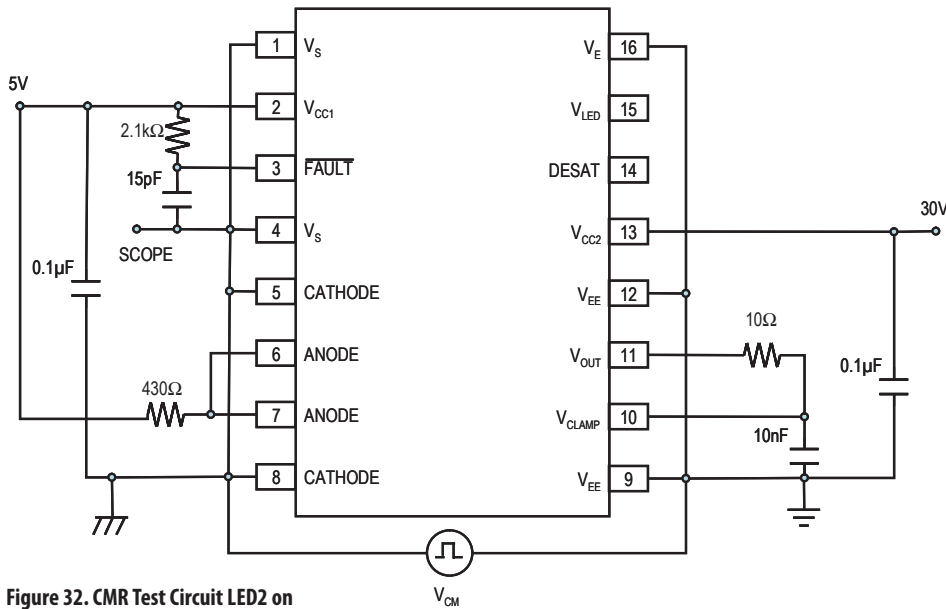 5V
2.1kΩ
15pF
SCOPE
0.1µF
430Ω
1 V_S
2 V_CC1
3 F̅A̅U̅L̅T̅
4 V_S
5 CATHODE
6 ANODE
7 ANODE
8 CATHODE
V_E 16
V_LED 15
DESAT 14
V_CC2 13
V_EE 12
V_OUT 11
V_CLAMP 10
V_EE 9
30V
10Ω
0.1µF
10nF
V_CM
Figure 32. CMR Test Circuit LED2 on